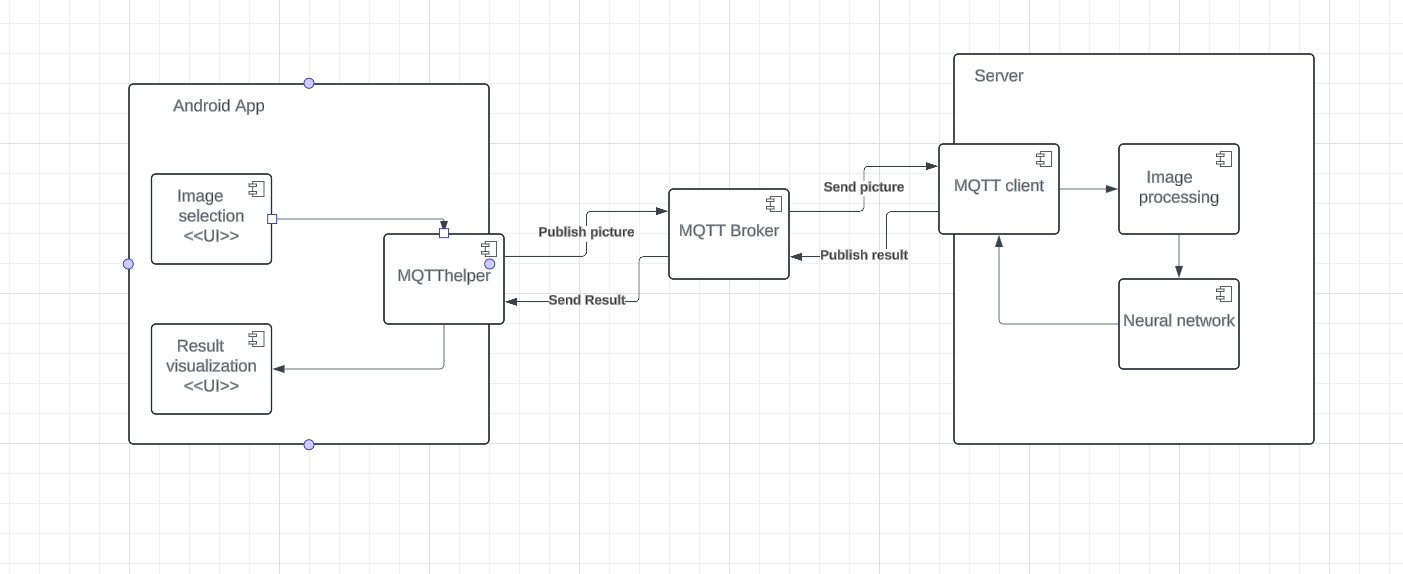 Server
Android App
Image
selection
<<UI>>
MQTThelper
Result
visualization
<<UI>>
Publish picture
Send Result
MQTT Broker
Send picture
Publish result
MQTT client
Image
processing
Neural network